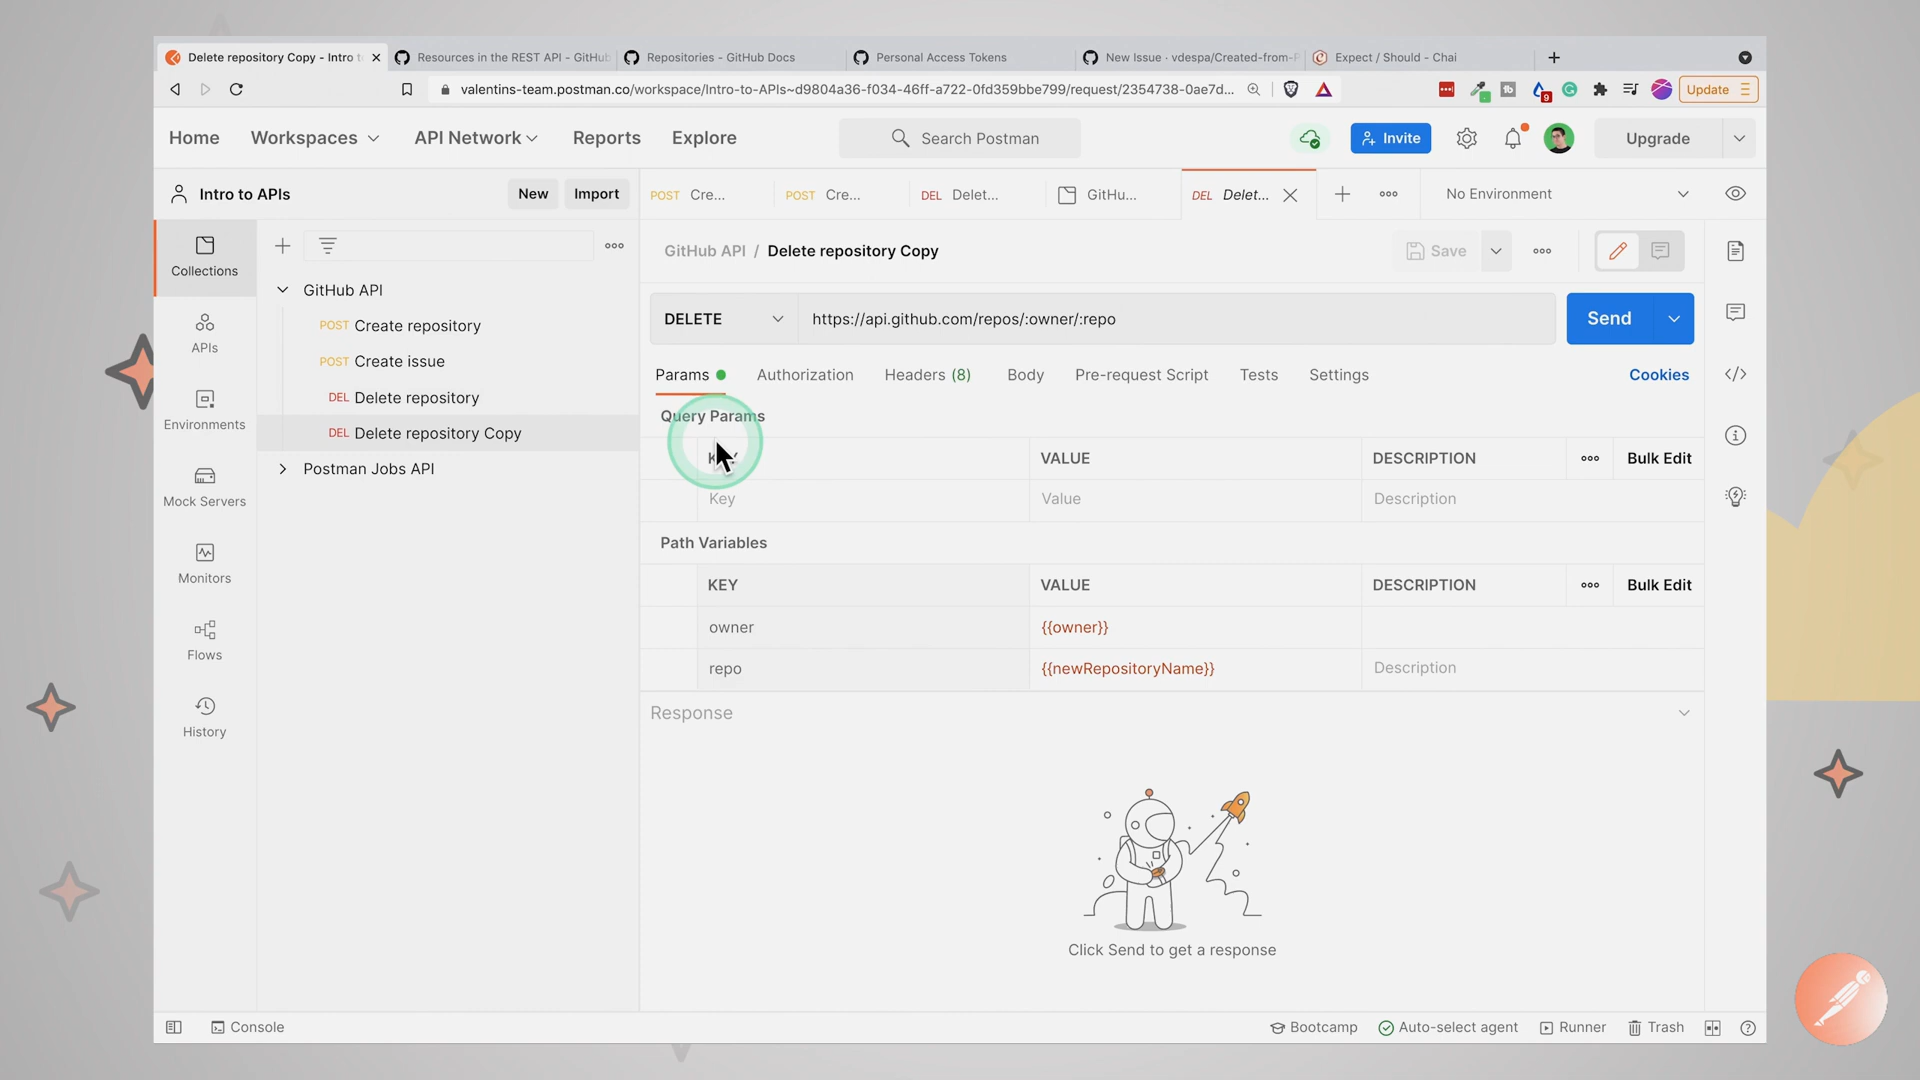 Delete repository Copy - Intro t
Resources in the REST API - GitHub
Repositories - GitHub Docs
Personal Access Tokens
New Issue · vdespa/Created-from-P
Expect / Should - Chai
valentins-team.postman.co/workspace/Intro-to-APIs~d9804a36-f034-46ff-a722-0fd359bbe799/request/2354738-0ae7d...
9
Update
Home
Workspaces
API Network
Reports
Explore
Search Postman
Invite
Upgrade
Intro to APIs
New
Import
POST Cre...
POST Cre...
DEL Delet...
GitHu...
DEL Delet...
No Environment
Collections
APIs
Environments
Mock Servers
Monitors
Flows
History
GitHub API
POST Create repository
POST Create issue
DEL Delete repository
DEL Delete repository Copy
Postman Jobs API
GitHub API / Delete repository Copy
Save
DELETE
https://api.github.com/repos/:owner/:repo
Send
Params
Authorization
Headers (8)
Body
Pre-request Script
Tests
Settings
Cookies
Query Params
KEY VALUE DESCRIPTION Bulk Edit
Key Value Description
Path Variables
KEY VALUE DESCRIPTION Bulk Edit
owner {{owner}}
repo {{newRepositoryName}} Description
Response
Click Send to get a response
Console
Bootcamp
Auto-select agent
Runner
Trash